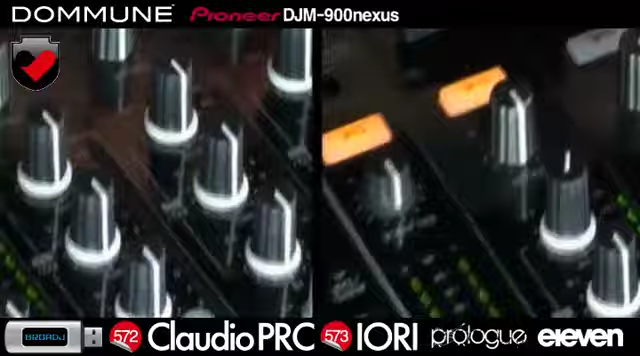 DOMMUNE Pioneer DJM-900nexus
BROADJ 572 Claudio PRC 573 IORI prologue eleven